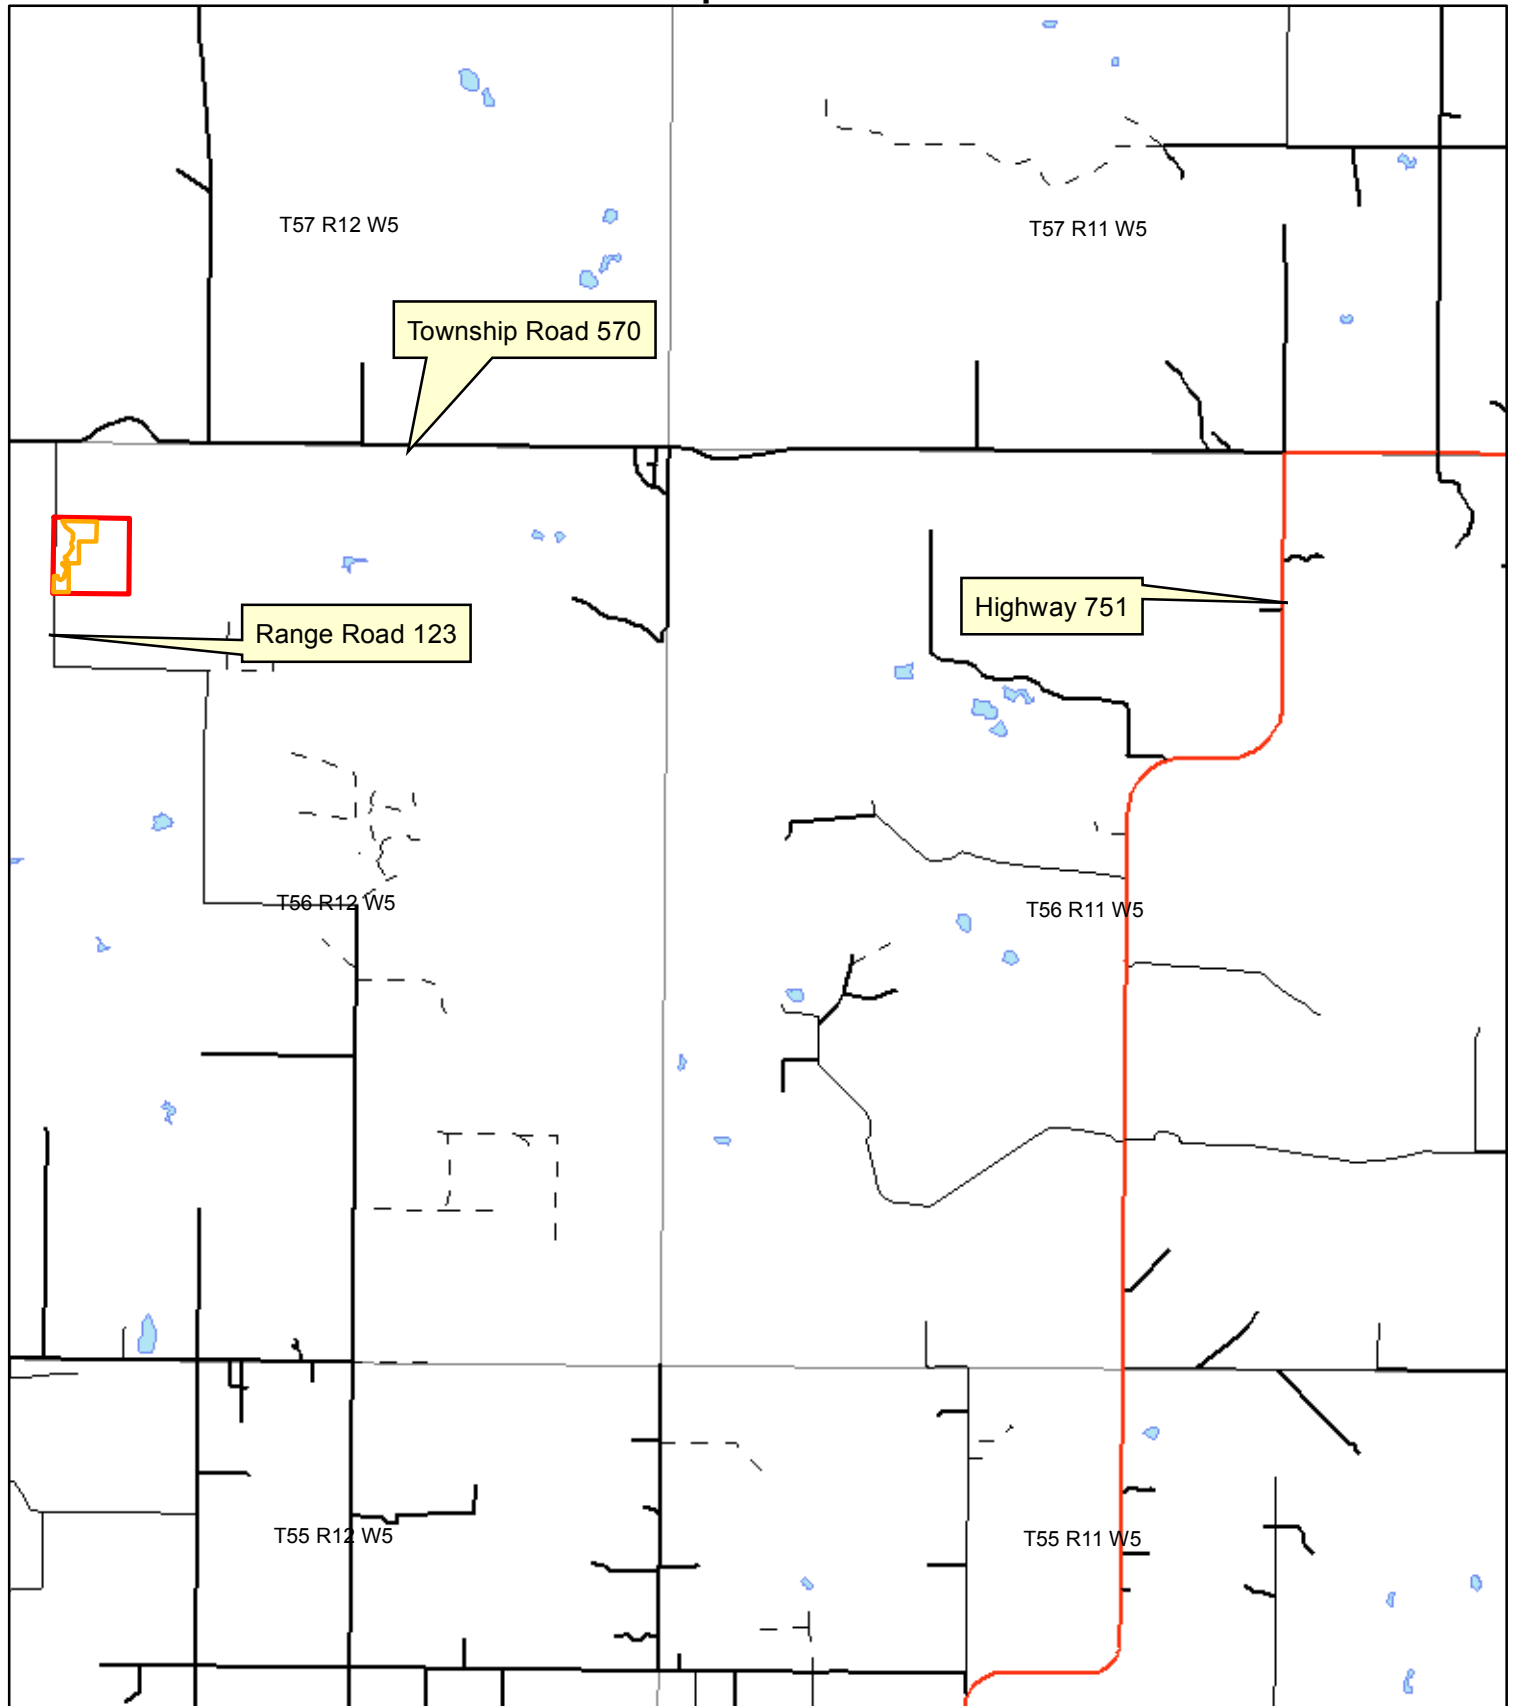 T57 R12 W5
T57 R11 W5
Township Road 570
Highway 751
Range Road 123
T56 R12 W5
T56 R11 W5
T55 R12 W5
T55 R11 W5